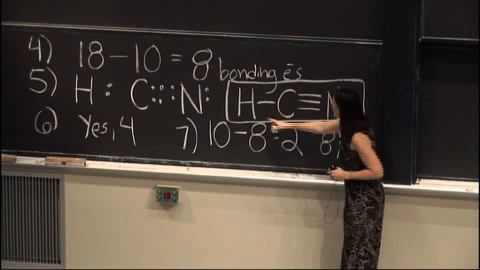 4) 18 - 10 = 8 bonding e's
5) H : C :::: N : H - C ≡ N
6) Yes, 4 7) 10 - 8 = 2 8)